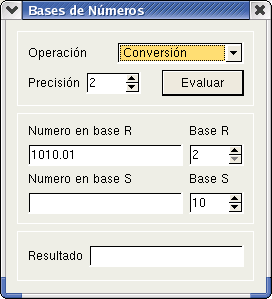 Bases de Números
Operación Conversión
Precisión 2 Evaluar
Numero en base R Base R
1010.01 2
Numero en base S Base S
10
Resultado